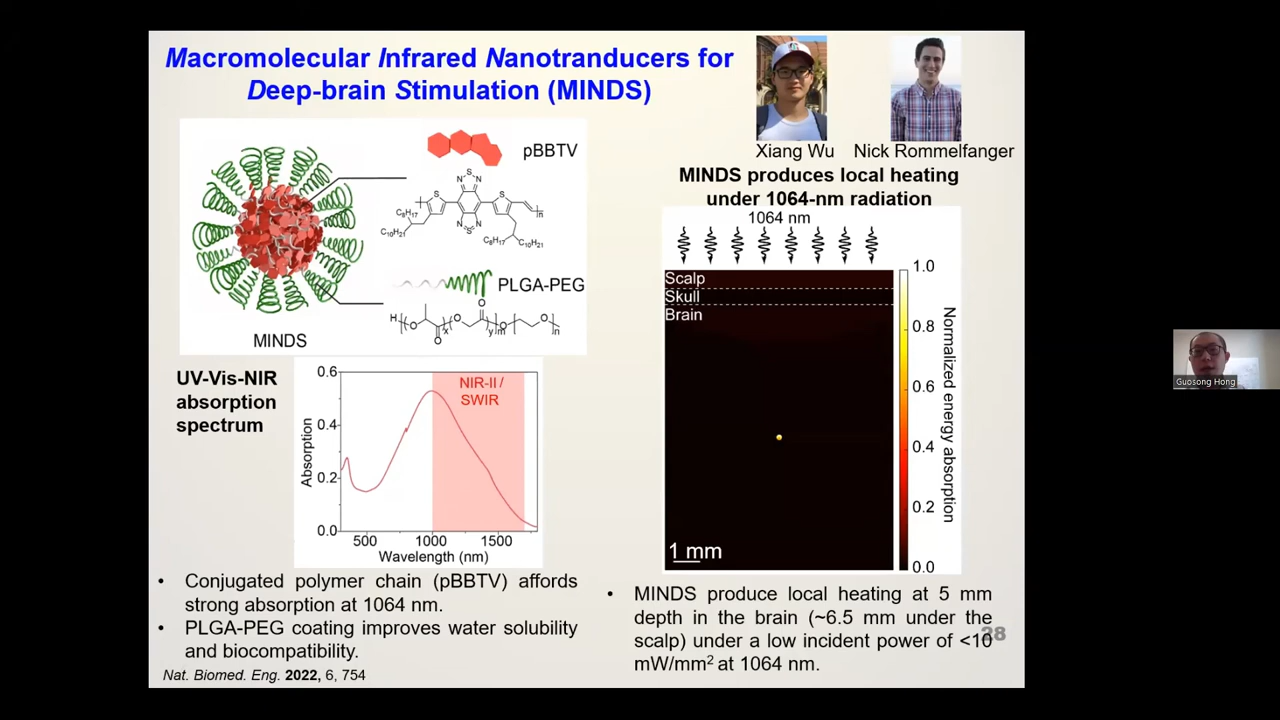 Macromolecular Infrared Nanotranducers for
Deep-brain Stimulation (MINDS)
Xiang Wu
Nick Rommelfanger
pBBTV
S
N
N
S
S
n
C8H17
C10H21
N
N
S
C8H17
C10H21
PLGA-PEG
H
O
O
O
O
O
O
x
y
m
n
MINDS
UV-Vis-NIR
absorption
spectrum
NIR-II /
SWIR
Absorption
0.6
0.4
0.2
0.0
500
1000
1500
Wavelength (nm)
• Conjugated polymer chain (pBBTV) affords
strong absorption at 1064 nm.
• PLGA-PEG coating improves water solubility
and biocompatibility.
Nat. Biomed. Eng. 2022, 6, 754
MINDS produces local heating
under 1064-nm radiation
1064 nm
Scalp
Skull
Brain
1 mm
1.0
0.8
0.6
0.4
0.2
0.0
Normalized energy absorption
• MINDS produce local heating at 5 mm
depth in the brain (~6.5 mm under the
scalp) under a low incident power of <10
mW/mm² at 1064 nm.
28
Guosong Hong